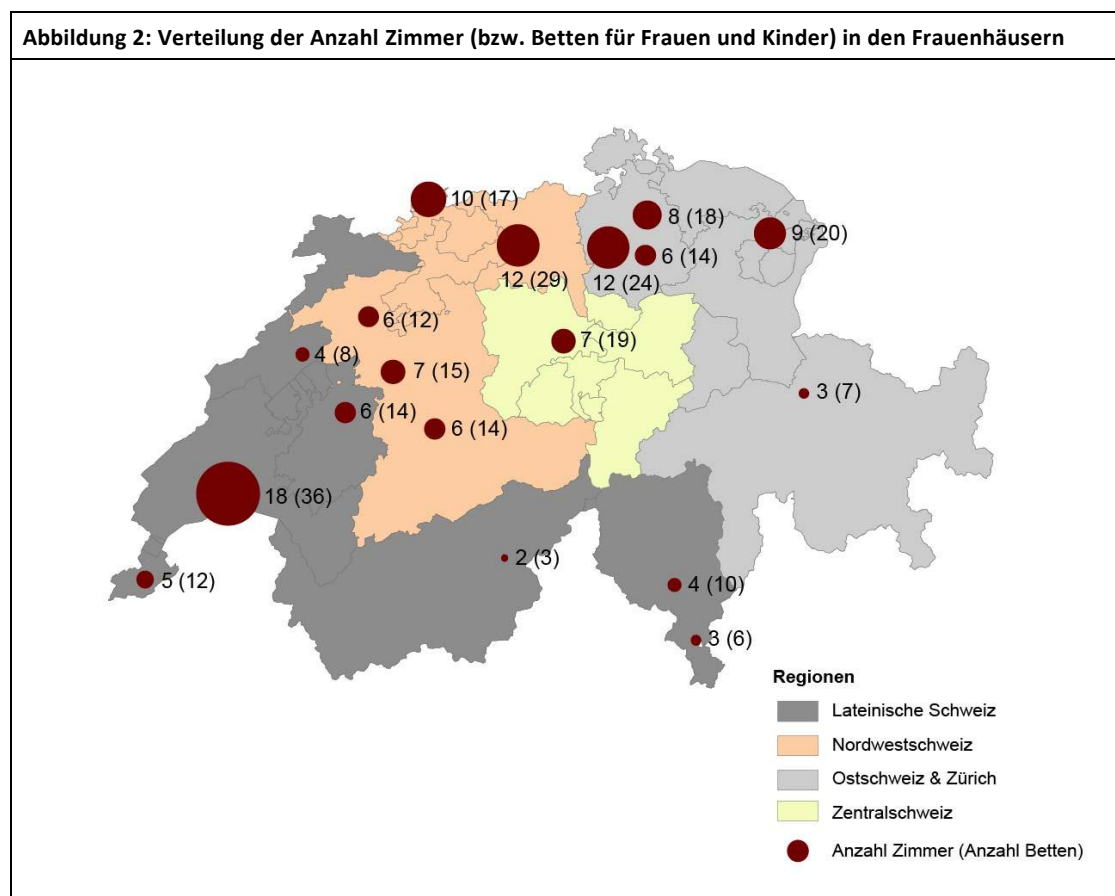 Abbildung 2: Verteilung der Anzahl Zimmer (bzw. Betten für Frauen und Kinder) in den Frauenhäusern
10 (17)
8 (18)
9 (20)
6 (14)
12 (29)
12 (24)
6 (12)
7 (19)
4 (8)
7 (15)
3 (7)
6 (14)
6 (14)
18 (36)
2 (3)
5 (12)
4 (10)
3 (6)
Regionen
Lateinische Schweiz
Nordwestschweiz
Ostschweiz & Zürich
Zentralschweiz
Anzahl Zimmer (Anzahl Betten)